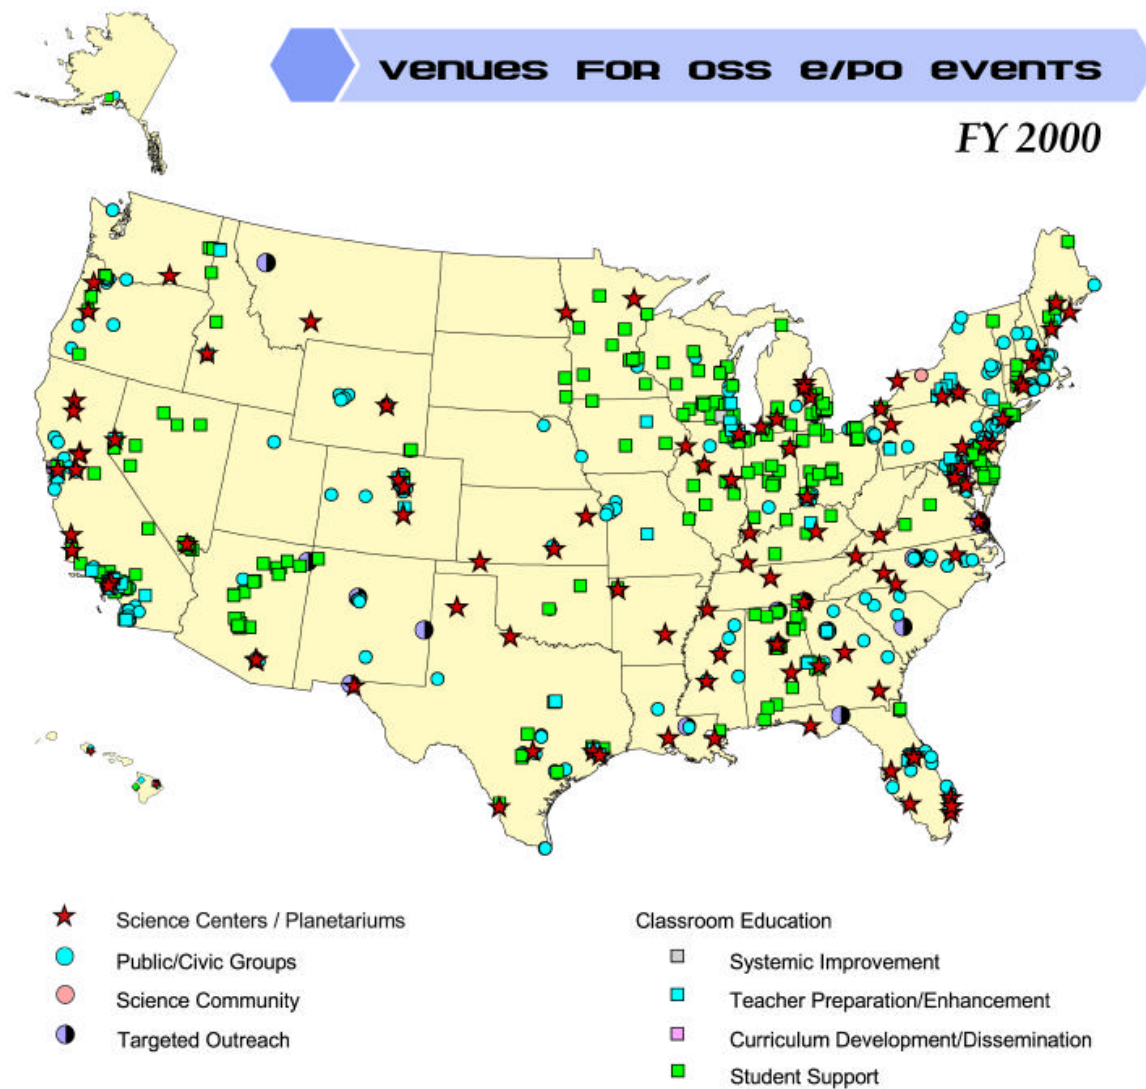 venues FOR OSS e/PO evenTS
FY 2000
Science Centers / Planetariums
Public/Civic Groups
Science Community
Targeted Outreach
Classroom Education
Systemic Improvement
Teacher Preparation/Enhancement
Curriculum Development/Dissemination
Student Support